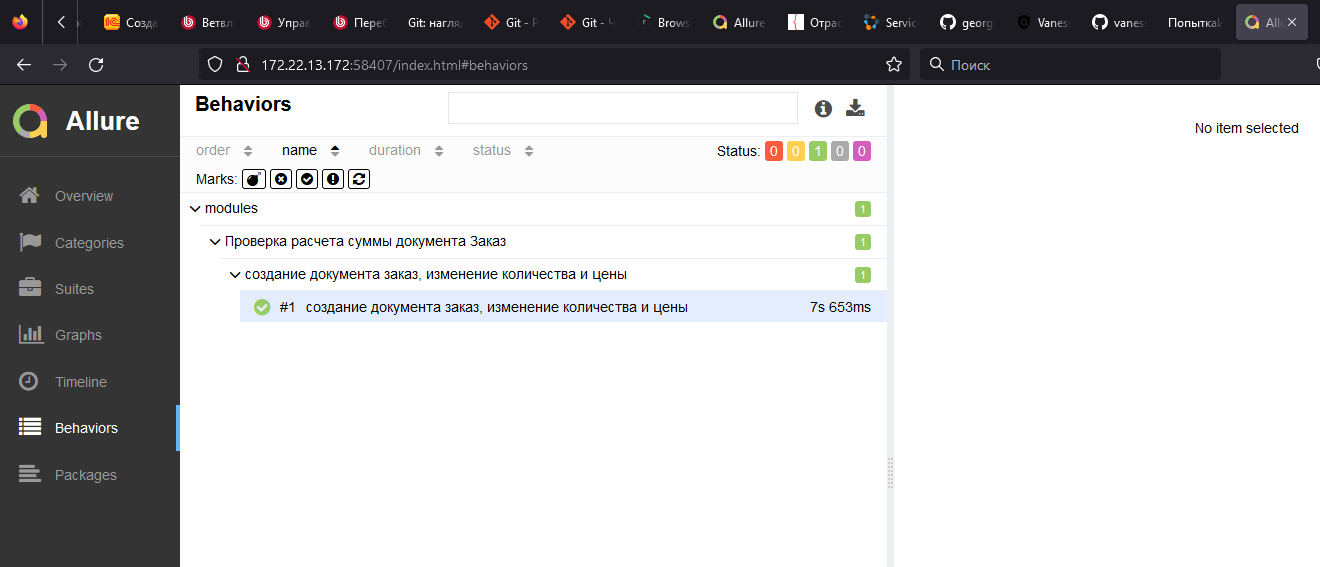 Созда Ветвл Управ Переб Git: нагляд Git - Р Git - Ч Brows Allure Отрас Servic georg Vanes vanes Попытка All
172.22.13.172:58407/index.html#behaviors Поиск
Allure
Overview
Categories
Suites
Graphs
Timeline
Behaviors
Packages
Behaviors
order name duration status Status: 0 0 1 0 0
Marks:
modules 1
Проверка расчета суммы документа Заказ 1
создание документа заказ, изменение количества и цены 1
#1 создание документа заказ, изменение количества и цены 7s 653ms
No item selected